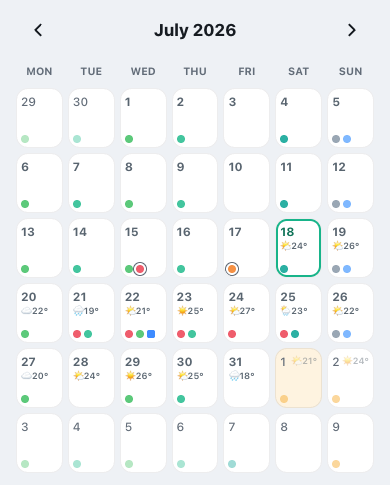 July 2026
MON TUE WED THU FRI SAT SUN
29 30 1 2 3 4 5
6 7 8 9 10 11 12
13 14 15 16 17 18 19
24° 26°
20 21 22 23 24 25 26
22° 19° 21° 25° 27° 23° 22°
27 28 29 30 31 1 21° 2 24°
20° 24° 26° 25° 18°
3 4 5 6 7 8 9